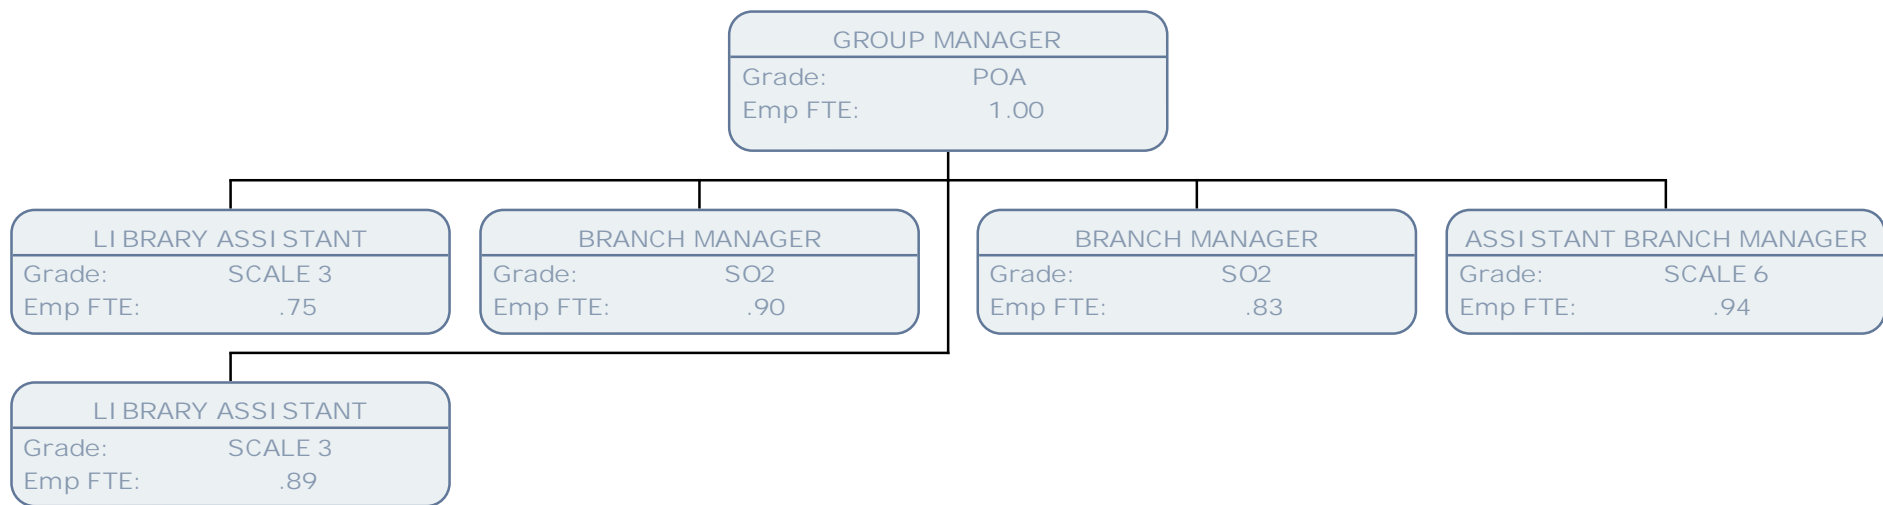 GROUP MANAGER
Grade: POA
Emp FTE: 1.00
LIBRARY ASSISTANT
Grade: SCALE 3
Emp FTE: .75
BRANCH MANAGER
Grade: SO2
Emp FTE: .90
BRANCH MANAGER
Grade: SO2
Emp FTE: .83
ASSISTANT BRANCH MANAGER
Grade: SCALE 6
Emp FTE: .94
LIBRARY ASSISTANT
Grade: SCALE 3
Emp FTE: .89